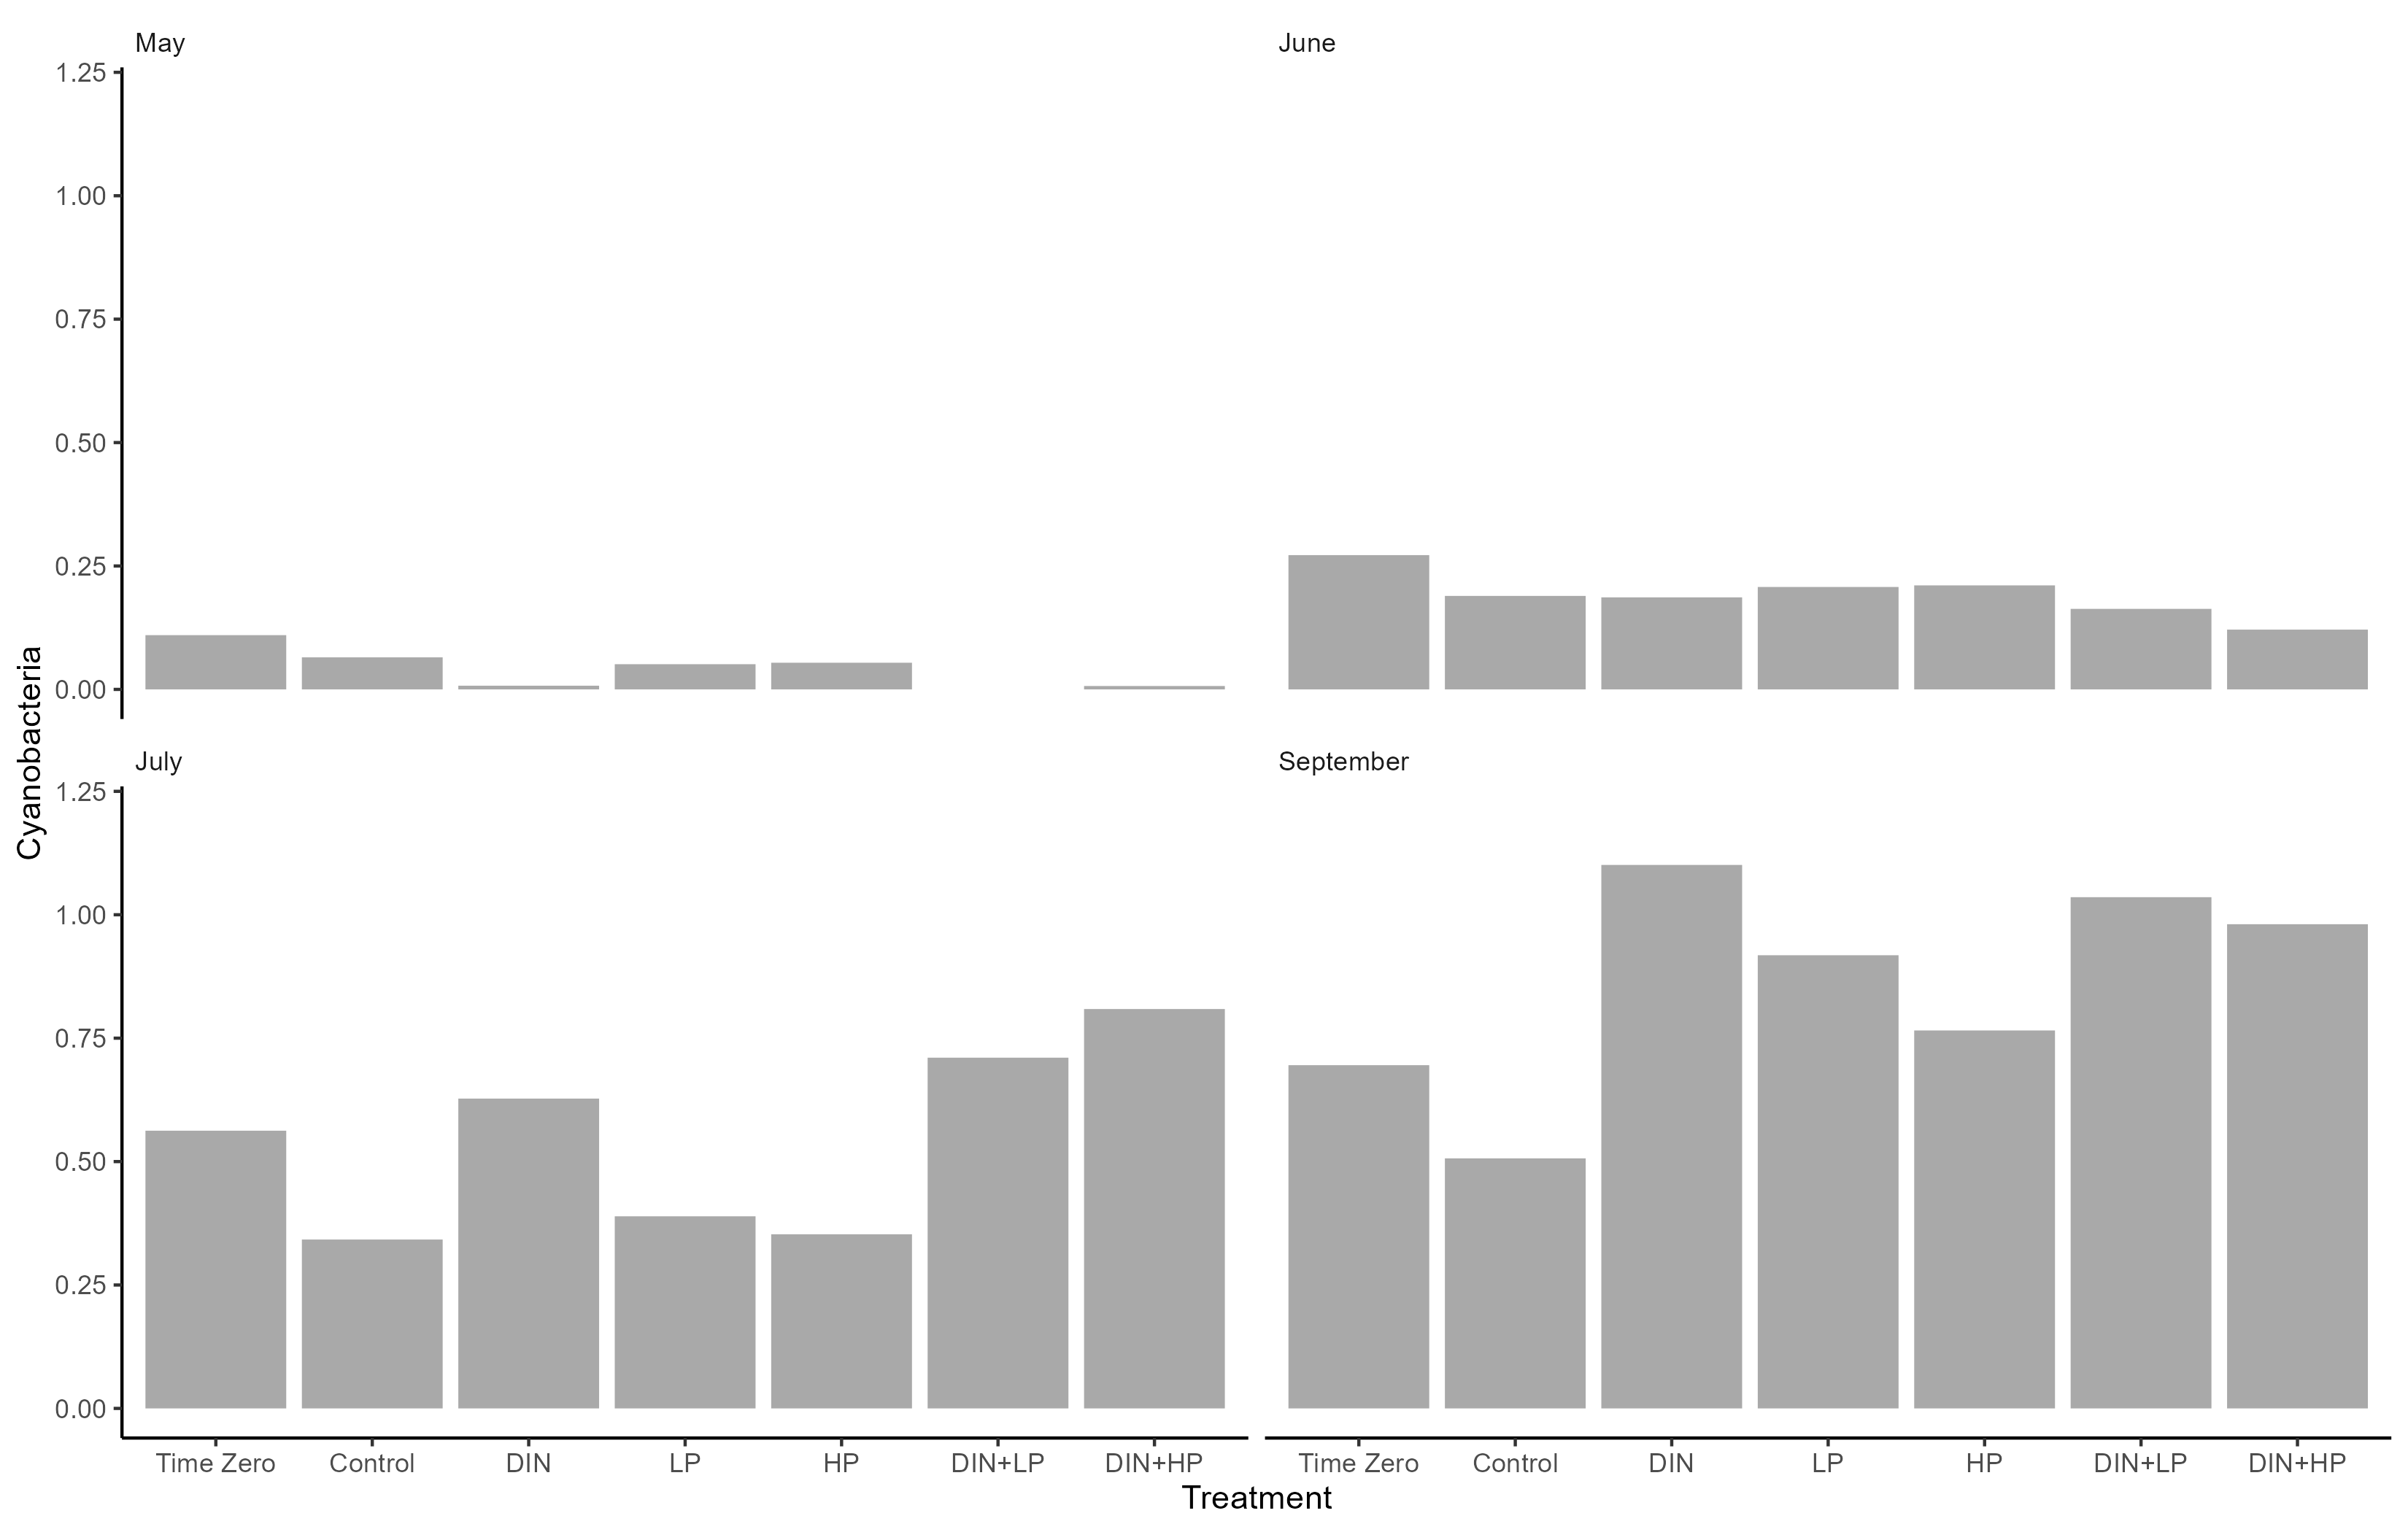 May
June
1.25
1.00
0.75
0.50
0.25
0.00
Cyanobacteria
July
September
1.25
1.00
0.75
0.50
0.25
0.00
Time Zero Control DIN LP HP DIN+LP DIN+HP
Time Zero Control DIN LP HP DIN+LP DIN+HP
Treatment